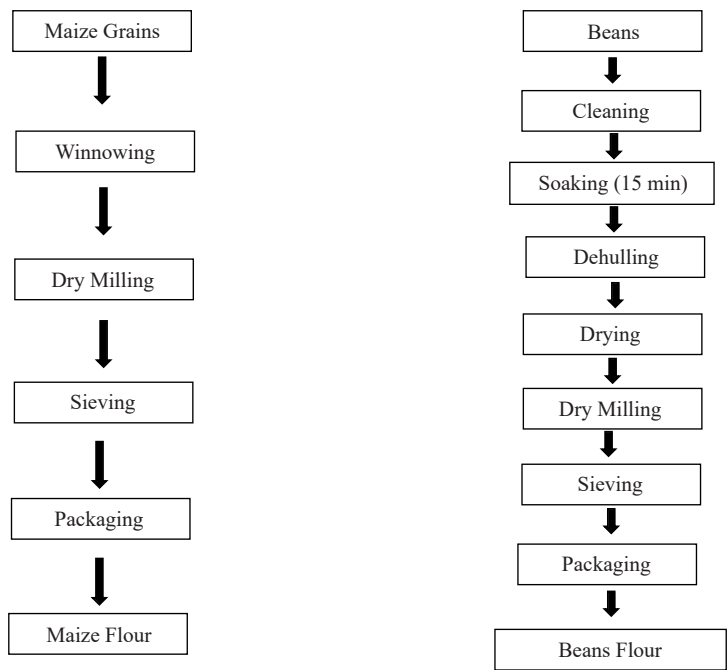 Maize Grains
Winnowing
Dry Milling
Sieving
Packaging
Maize Flour
Beans
Cleaning
Soaking (15 min)
Dehulling
Drying
Dry Milling
Sieving
Packaging
Beans Flour